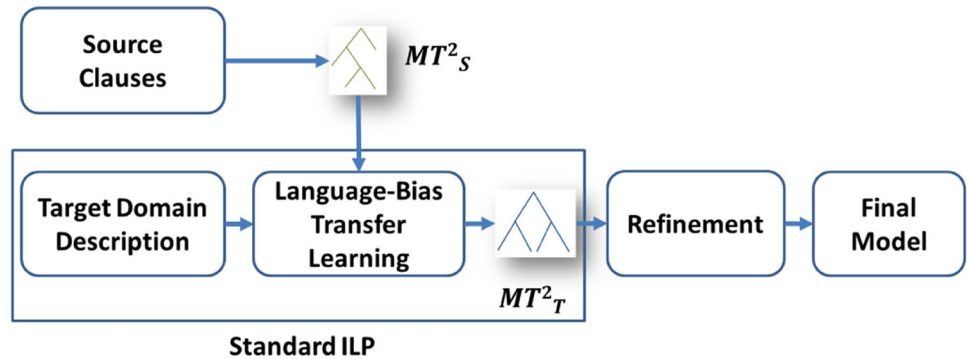 Source
Clauses
MT²S
Target Domain
Description
Language-Bias
Transfer
Learning
MT²T
Refinement
Final
Model
Standard ILP